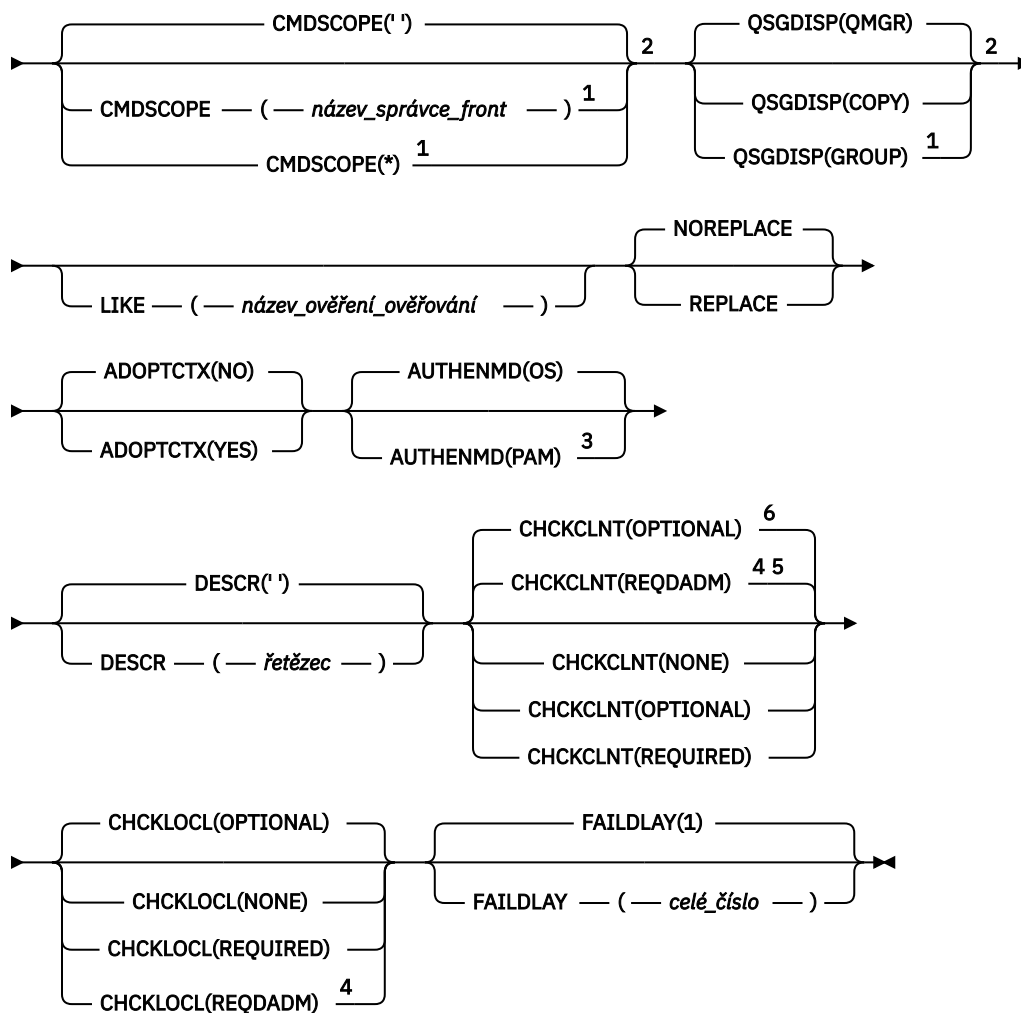 CMDSCOPE(' ') 2 QSGDISP(QMGR) 2
CMDSCOPE ( název_správce_front ) 1 QSGDISP(COPY)
CMDSCOPE(*) 1 QSGDISP(GROUP) 1
NOREPLACE
LIKE ( název_ověření_ověřování ) REPLACE
ADOPTCTX(NO) AUTHENMD(OS)
ADOPTCTX(YES) AUTHENMD(PAM) 3
CHCKCLNT(OPTIONAL) 6
DESCR(' ') CHCKCLNT(REQDADM) 4 5
DESCR ( řetězec ) CHCKCLNT(NONE)
CHCKCLNT(OPTIONAL)
CHCKCLNT(REQUIRED)
CHCKLOCL(OPTIONAL) FAILDLAY(1)
CHCKLOCL(NONE) FAILDLAY ( celé_číslo )
CHCKLOCL(REQUIRED)
CHCKLOCL(REQDADM) 4